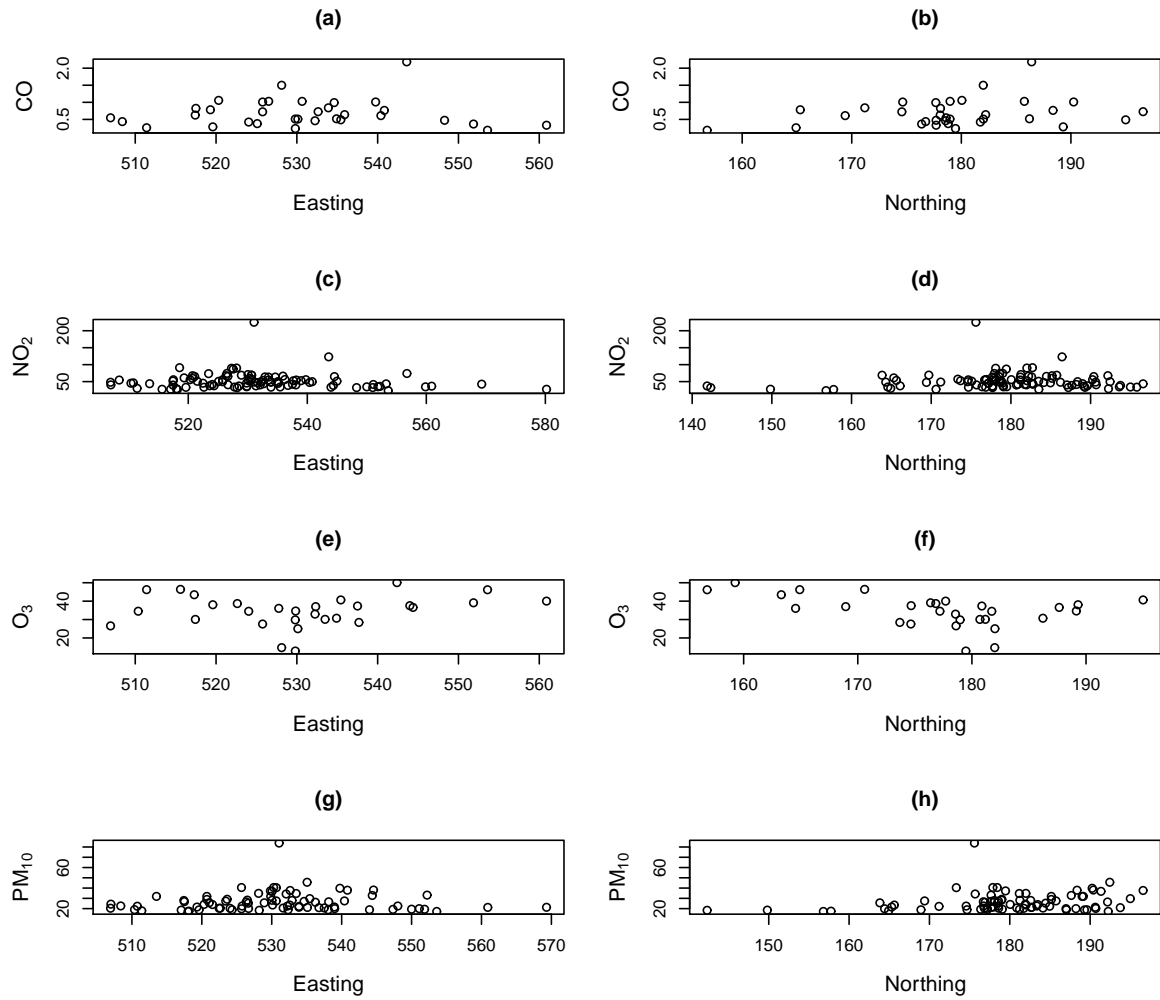 (a)
CO
0.5 2.0
510 520 530 540 550 560
Easting
(b)
CO
0.5 2.0
160 170 180 190
Northing
(c)
NO₂
50 200
520 540 560 580
Easting
(d)
NO₂
50 200
140 150 160 170 180 190
Northing
(e)
O₃
20 40
510 520 530 540 550 560
Easting
(f)
O₃
20 40
160 170 180 190
Northing
(g)
PM₁₀
20 60
510 520 530 540 550 560 570
Easting
(h)
PM₁₀
20 60
150 160 170 180 190
Northing